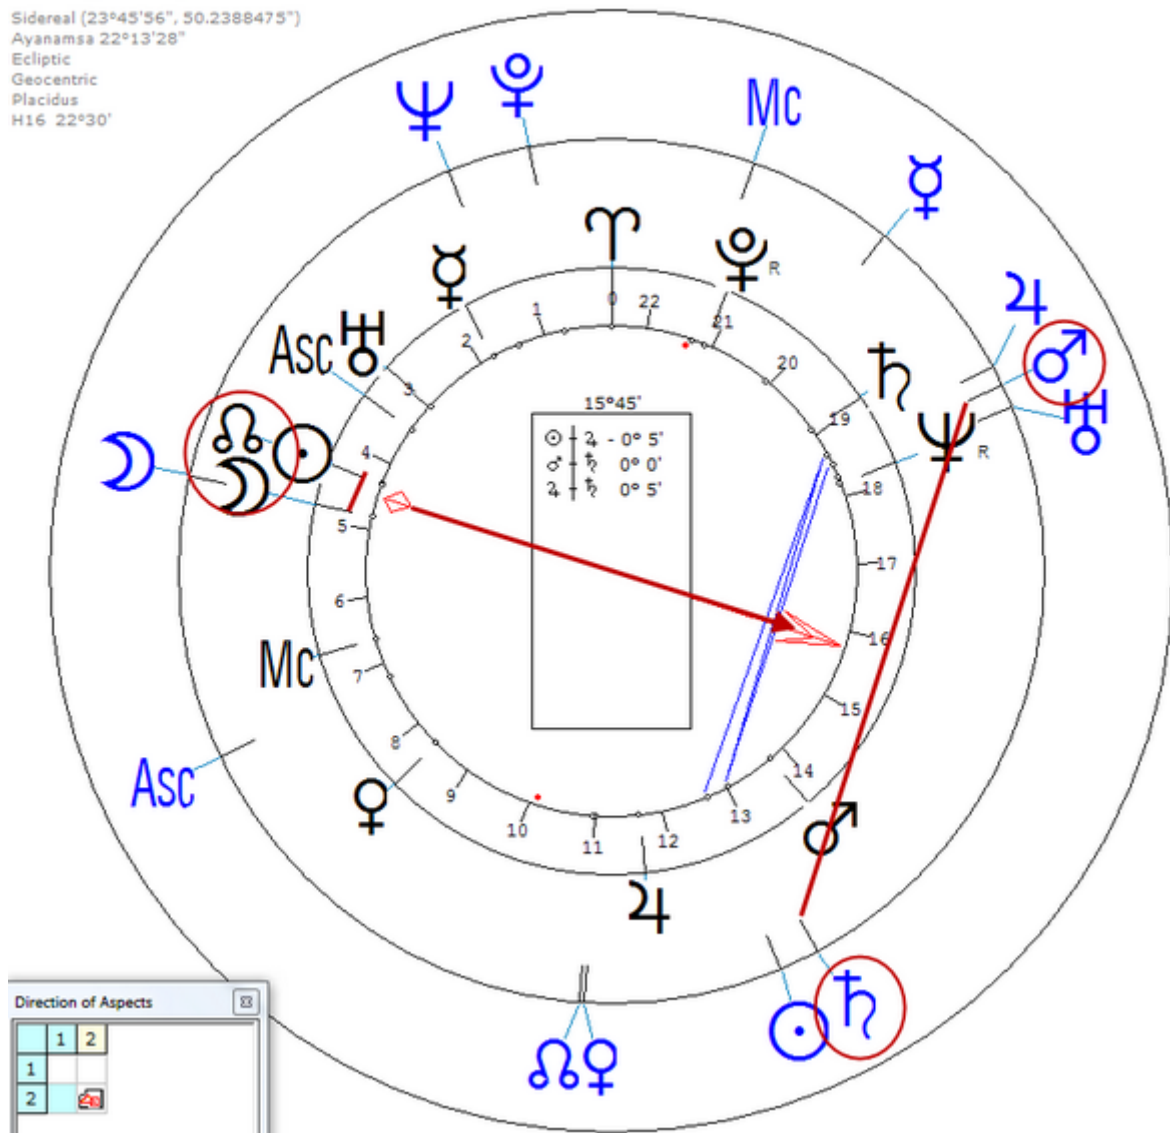 Sidereal (23°45'56", 50.2388475")
Ayanamsa 22°13'28"
Ecliptic
Geocentric
Placidus
H16 22°30'
♆ ♇ Mc ☿
♃ ♂ ♅
☽ Asc ☊ ♀ ☉ ♄
☿ ♈ ♇ R
Asc ♅ ♄
☊ ☉ ☽ ♆ R
Mc ♀ ♃ ♂
0 22 21 20 19 18 17 16 15 14 13 12 11 10 9 8 7 6 5 4 3 2 1
15°45'
☉ ♃ - 0° 5'
♂ ♄ 0° 0'
♃ ♄ 0° 5'
Direction of Aspects
1 2
1
2